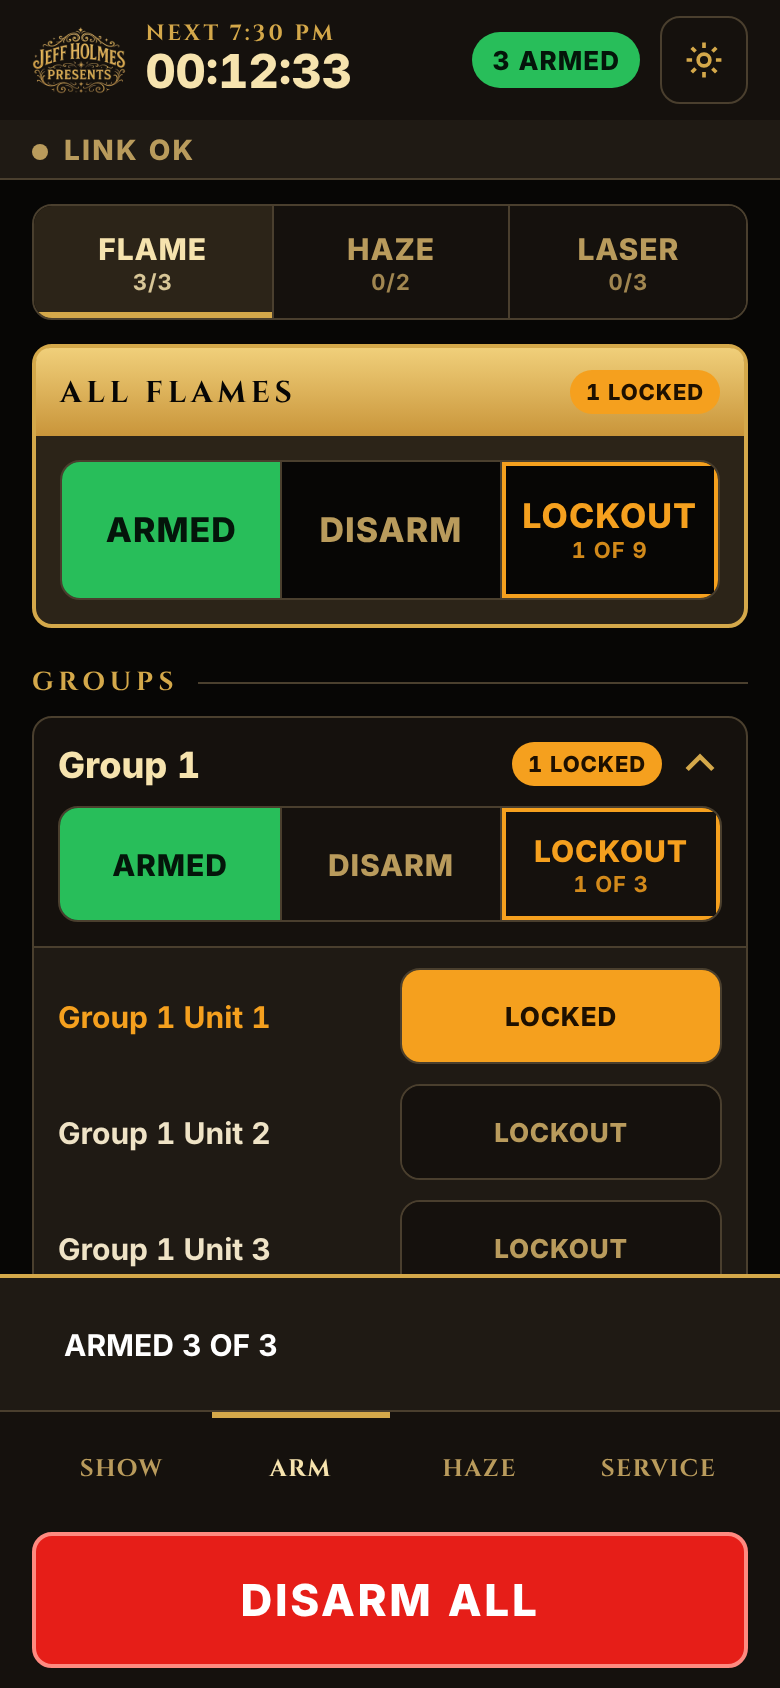 JEFF HOLMES
PRESENTS
NEXT 7:30 PM
00:12:33
3 ARMED
LINK OK
FLAME
3/3
HAZE
0/2
LASER
0/3
ALL FLAMES
1 LOCKED
ARMED
DISARM
LOCKOUT
1 OF 9
GROUPS
Group 1
1 LOCKED
ARMED
DISARM
LOCKOUT
1 OF 3
Group 1 Unit 1
LOCKED
Group 1 Unit 2
LOCKOUT
Group 1 Unit 3
LOCKOUT
ARMED 3 OF 3
SHOW
ARM
HAZE
SERVICE
DISARM ALL